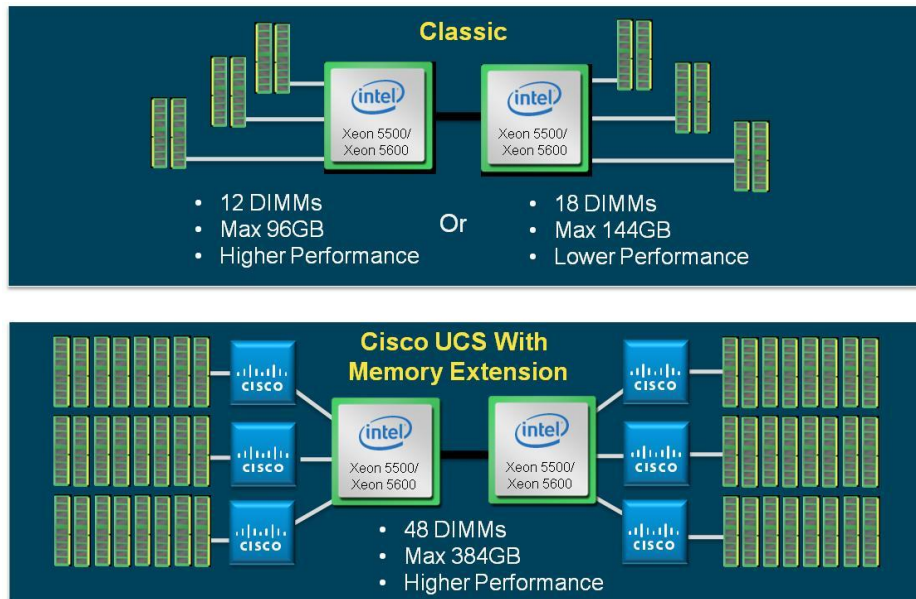 Classic
intel
Xeon 5500/
Xeon 5600
intel
Xeon 5500/
Xeon 5600
• 12 DIMMs
• Max 96GB
• Higher Performance
Or
• 18 DIMMs
• Max 144GB
• Lower Performance
Cisco UCS With
Memory Extension
CISCO
CISCO
CISCO
intel
Xeon 5500/
Xeon 5600
intel
Xeon 5500/
Xeon 5600
CISCO
CISCO
CISCO
• 48 DIMMs
• Max 384GB
• Higher Performance